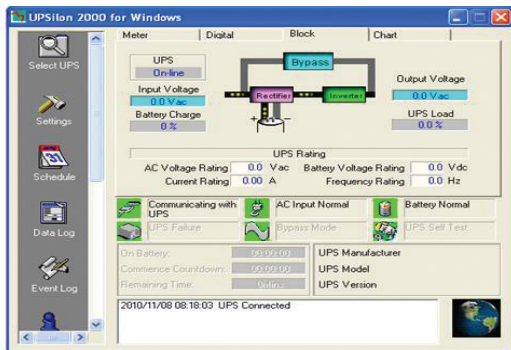 UPSilon 2000 for Windows
Meter Digital Block Chart
Select UPS
Settings
Schedule
Data Log
Event Log
UPS
On-line
Input Voltage
0.0 Vac
Battery Charge
0 %
Bypass
Rectifier
Inverter
+ -
Output Voltage
0.0 Vac
UPS Load
0.0 %
UPS Rating
AC Voltage Rating 0.0 Vac Battery Voltage Rating 0.0 Vdc
Current Rating 0.00 A Frequency Rating 0.0 Hz
Communicating with UPS
AC Input Normal
Battery Normal
UPS Failure
Bypass Mode
UPS Self Test
On Battery: 00:00:00
Commence Countdown: 00:00:00
Remaining Time: 0Mins
UPS Manufacturer
UPS Model
UPS Version
2010/11/08 08:18:03 UPS Connected